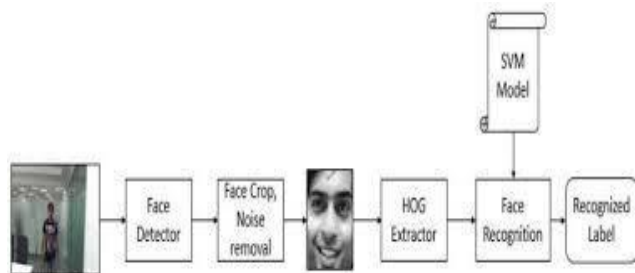 SVM
Model
Face
Detector
Face Crop,
Noise
removal
HOG
Extractor
Face
Recognition
Recognized
Label